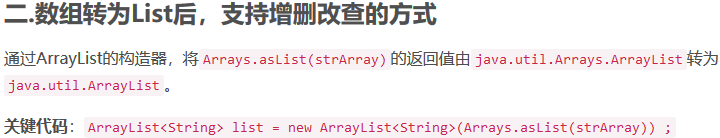 二.数组转为List后，支持增删改查的方式
通过ArrayList的构造器，将 Arrays.asList(strArray) 的返回值由 java.util.Arrays.ArrayList 转为
java.util.ArrayList 。
关键代码：ArrayList<String> list = new ArrayList<String>(Arrays.asList(strArray)) ;